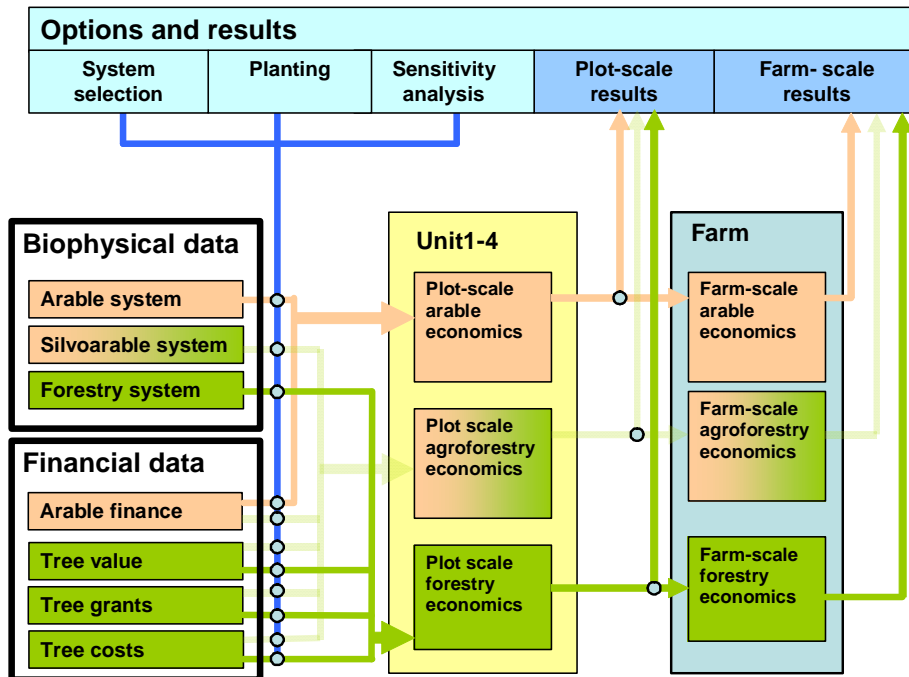 Options and results
System
selection
Planting
Sensitivity
analysis
Plot-scale
results
Farm- scale
results
Biophysical data
Arable system
Silvoarable system
Forestry system
Financial data
Arable finance
Tree value
Tree grants
Tree costs
Unit1-4
Plot-scale
arable
economics
Plot scale
agroforestry
economics
Plot scale
forestry
economics
Farm
Farm-scale
arable
economics
Farm-scale
agroforestry
economics
Farm-scale
forestry
economics